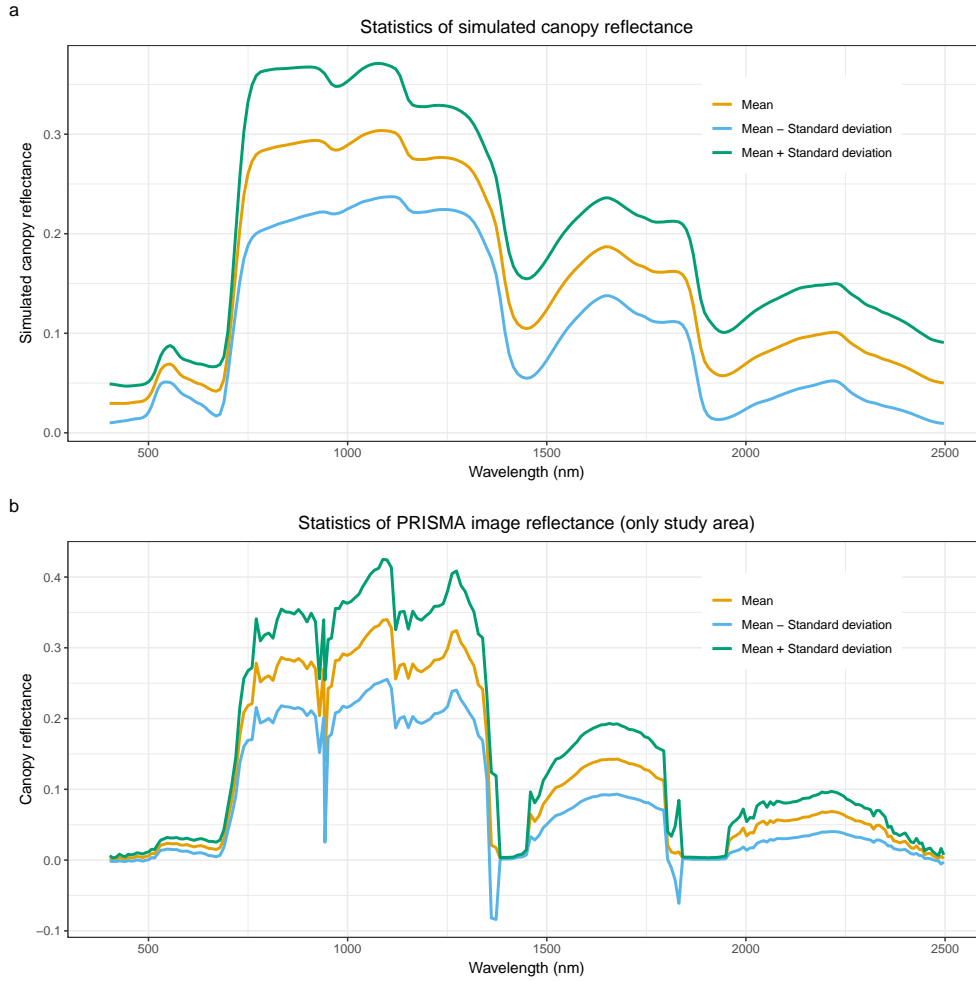 a
Statistics of simulated canopy reflectance
Simulated canopy reflectance
0.3
0.2
0.1
0.0
Mean
Mean − Standard deviation
Mean + Standard deviation
500 1000 1500 2000 2500
Wavelength (nm)
b
Statistics of PRISMA image reflectance (only study area)
Canopy reflectance
0.4
0.3
0.2
0.1
0.0
−0.1
Mean
Mean − Standard deviation
Mean + Standard deviation
500 1000 1500 2000 2500
Wavelength (nm)